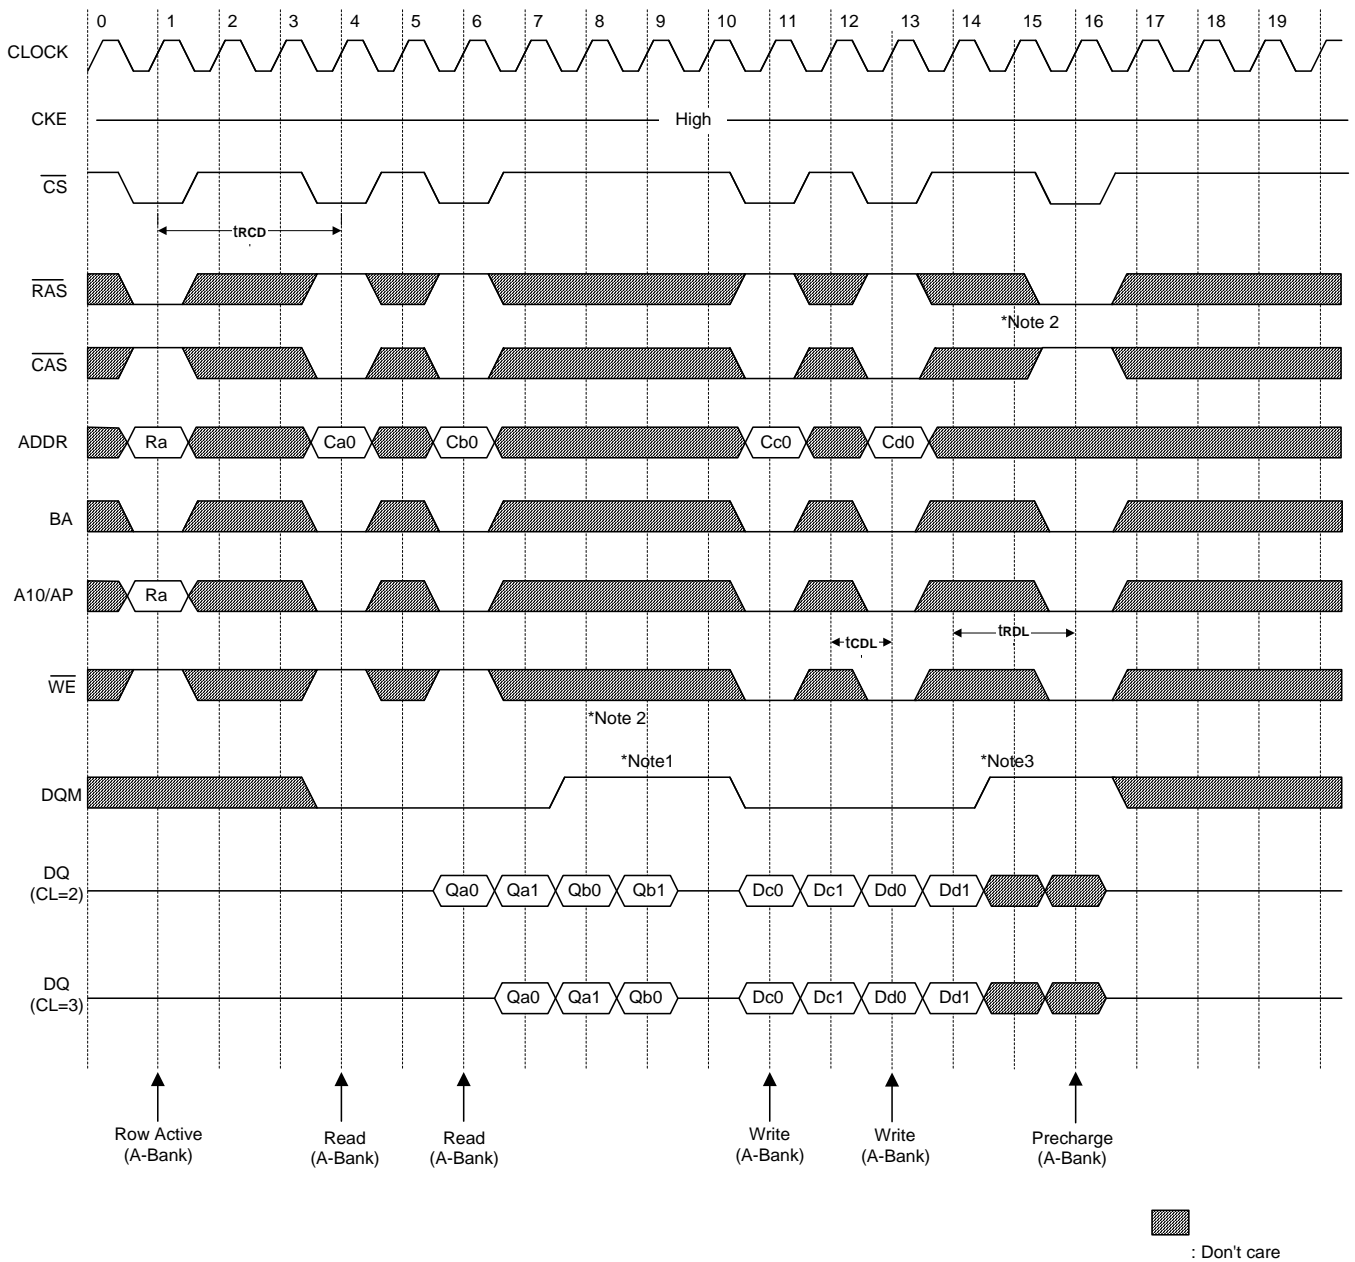 0 1 2 3 4 5 6 7 8 9 10 11 12 13 14 15 16 17 18 19
CLOCK
CKE High
CS
tRCD
RAS
*Note 2
CAS
ADDR Ra Ca0 Cb0 Cc0 Cd0
BA
A10/AP Ra
tCDL tRDL
WE
*Note 2
*Note1 *Note3
DQM
DQ
(CL=2) Qa0 Qa1 Qb0 Qb1 Dc0 Dc1 Dd0 Dd1
DQ
(CL=3) Qa0 Qa1 Qb0 Dc0 Dc1 Dd0 Dd1
Row Active
(A-Bank)
Read
(A-Bank)
Read
(A-Bank)
Write
(A-Bank)
Write
(A-Bank)
Precharge
(A-Bank)
: Don't care